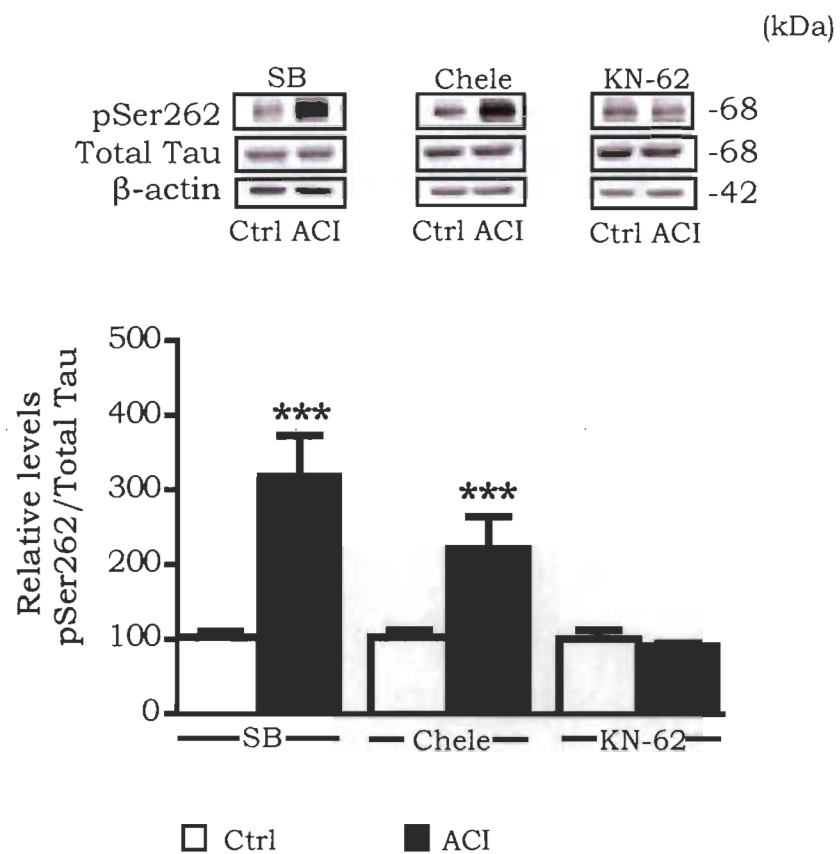 (kDa)
SB Chele KN-62
pSer262 -68
Total Tau -68
β-actin -42
Ctrl ACI Ctrl ACI Ctrl ACI
Relative levels
pSer262/Total Tau
500
400
300
200
100
0
*** ***
SB Chele KN-62
Ctrl ACI